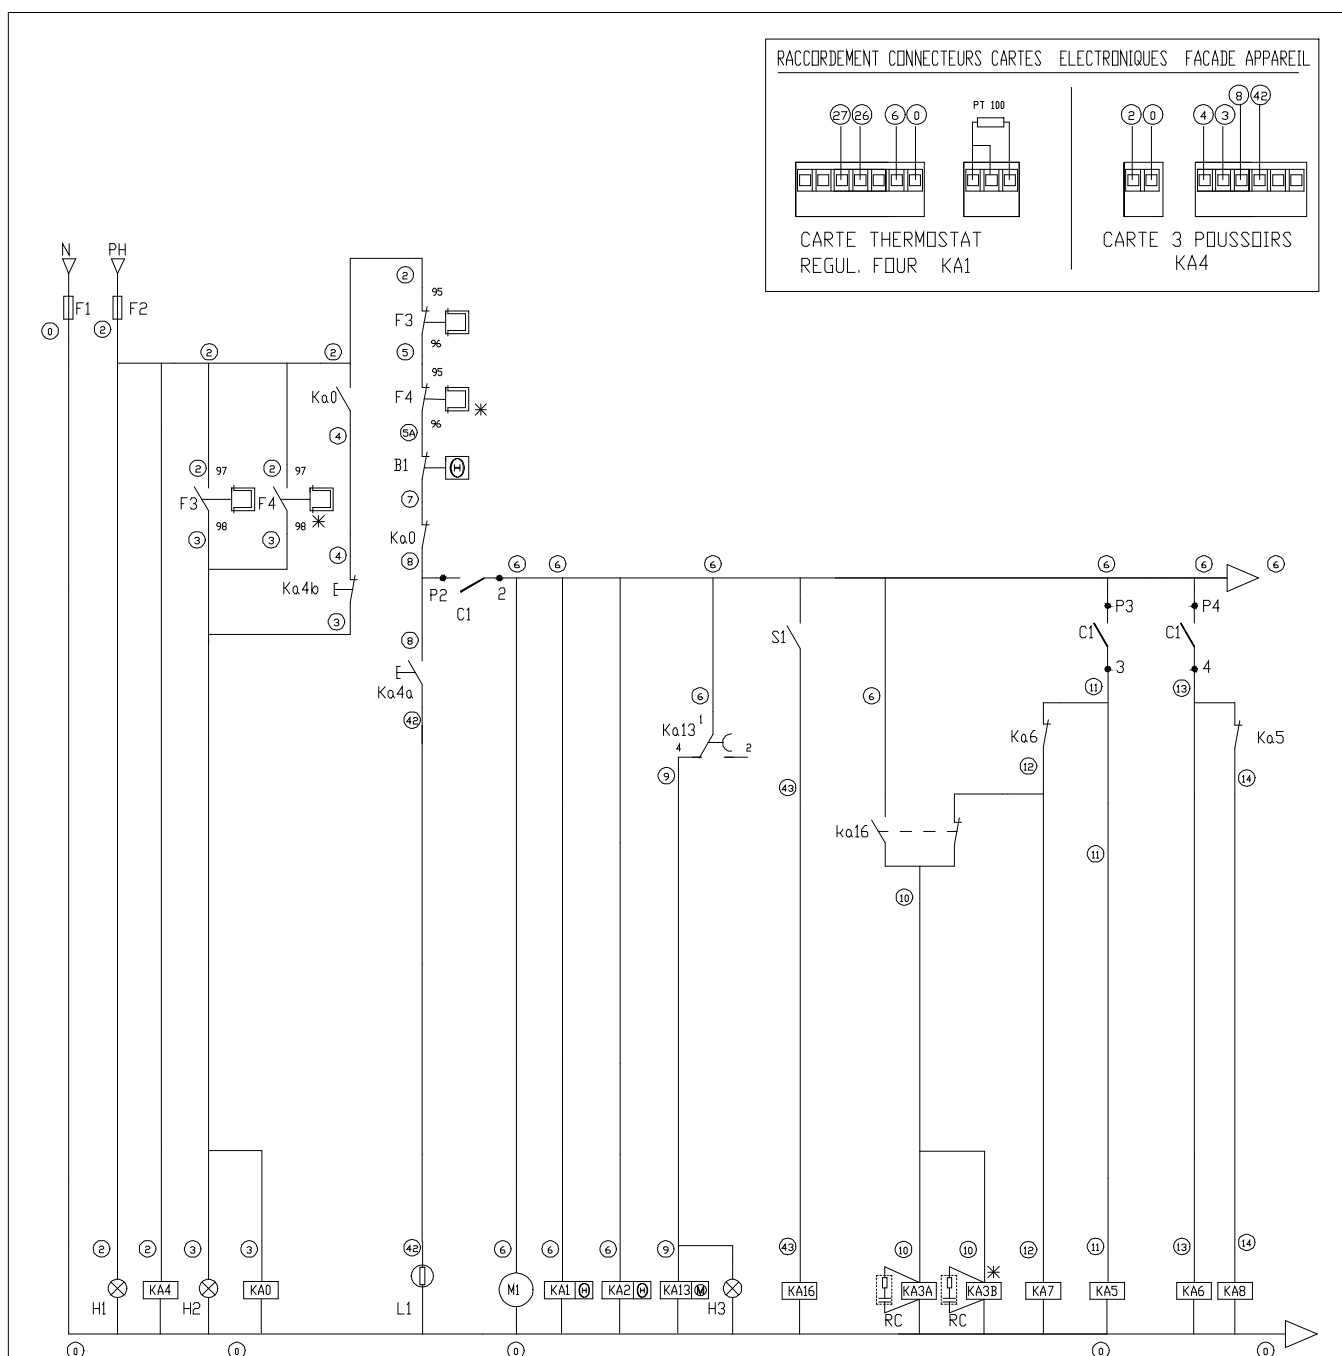 RACCORDEMENT CONNECTEURS CARTES ELECTRONIQUES FACADE APPAREIL
PT 100
27 26 6 0
2 0 4 3 8 42
CARTE THERMOSTAT
REGUL. FOUR KA1
CARTE 3 POUSSOIRS
KA4
N PH
F1 F2
0 2
2 2 2
95
F3
96
5
95
F4
96
5A
Ka0
4
B1
7
2 97 2 97
F3 F4
98 98
3 3
Ka0
8
4
Ka4b
3
P2 C1 2
6 6 6 6 6 6
8
Ka4a
42
S1
P3 P4
C1 C1
3 4
11 13
6 6
Ka13 1
4 2
9
Ka6
12
Ka5
14
43
ka16
11
10
2 2 3 3 42 6 6 6 9 43 10 10 12 11 13 14
H1 KA4 H2 KA0 L1 M1 KA1 KA2 KA13 M H3 KA16 KA3A KA3B KA7 KA5 KA6 KA8
RC RC
0 0 0 0 0